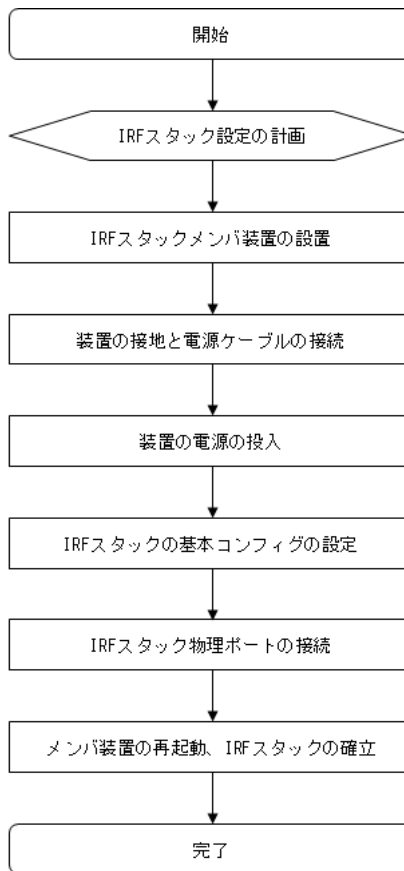 開始
IRFスタック設定の計画
IRFスタックメンバ装置の設置
装置の接地と電源ケーブルの接続
装置の電源の投入
IRFスタックの基本コンフィグの設定
IRFスタック物理ポートの接続
メンバ装置の再起動、IRFスタックの確立
完了